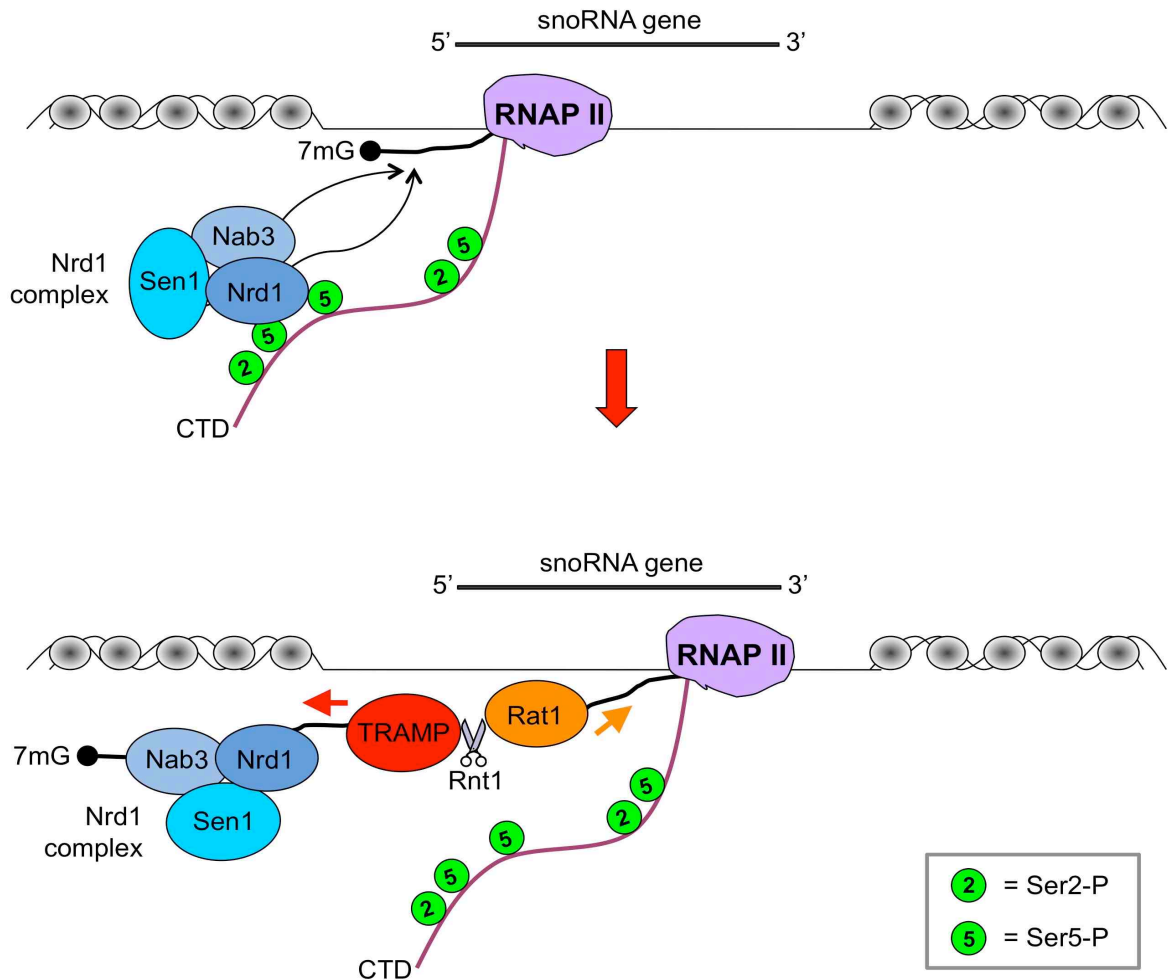 snoRNA gene
5’ 3’
RNAP II
7mG
Nab3
Nrd1
complex
Sen1
Nrd1
5
2
5
5
2
CTD
snoRNA gene
5’ 3’
RNAP II
Rat1
TRAMP
7mG
Nab3
Nrd1
Rnt1
Sen1
Nrd1
complex
5
2
5
5
2
CTD
2 = Ser2-P
5 = Ser5-P